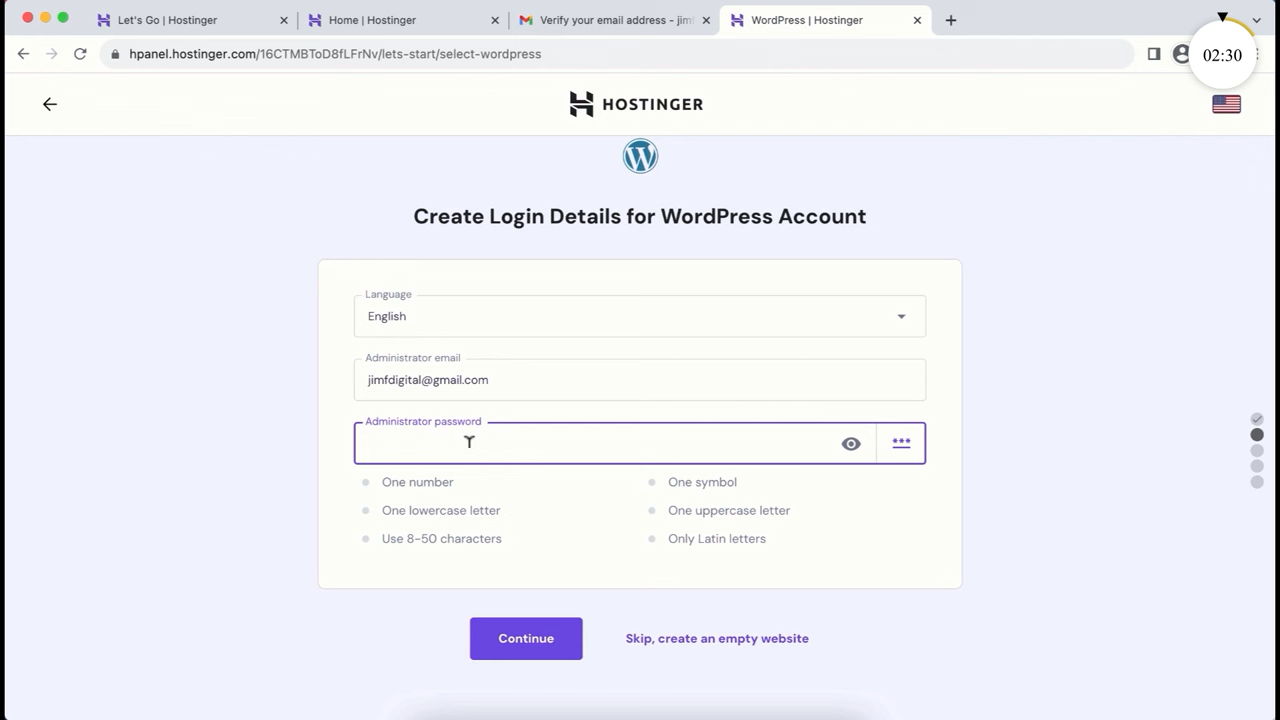 Let's Go | Hostinger
Home | Hostinger
Verify your email address - jim
WordPress | Hostinger
hpanel.hostinger.com/16CTMBToD8fLFrNv/lets-start/select-wordpress
02:30
HOSTINGER
Create Login Details for WordPress Account
Language
English
Administrator email
jimfdigital@gmail.com
Administrator password
One number
One symbol
One lowercase letter
One uppercase letter
Use 8-50 characters
Only Latin letters
Continue
Skip, create an empty website